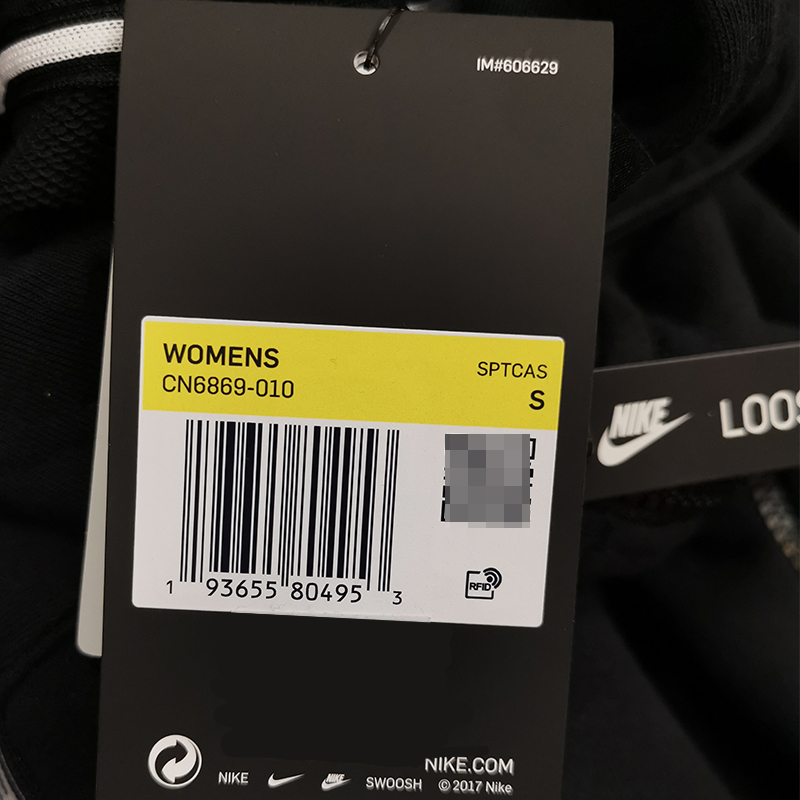 IM#606629
WOMENS
CN6869-010
SPTCAS
S
1 93655 80495 3
RFID
NIKE
LOOS
NIKE.COM
NIKE NIKE SWOOSH © 2017 Nike